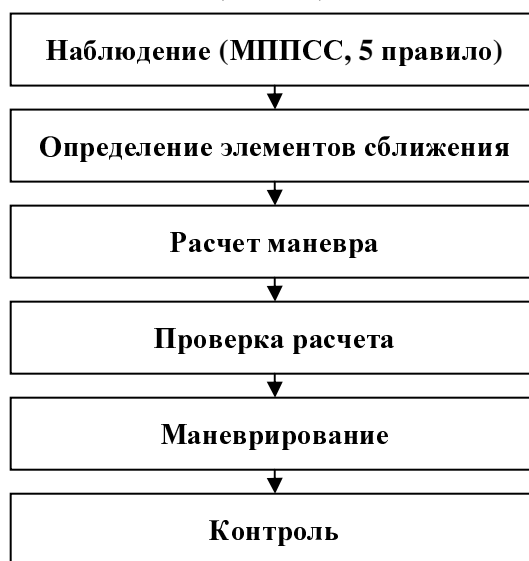 Наблюдение (МППСС, 5 правило)
Определение элементов сближения
Расчет маневра
Проверка расчета
Маневрирование
Контроль